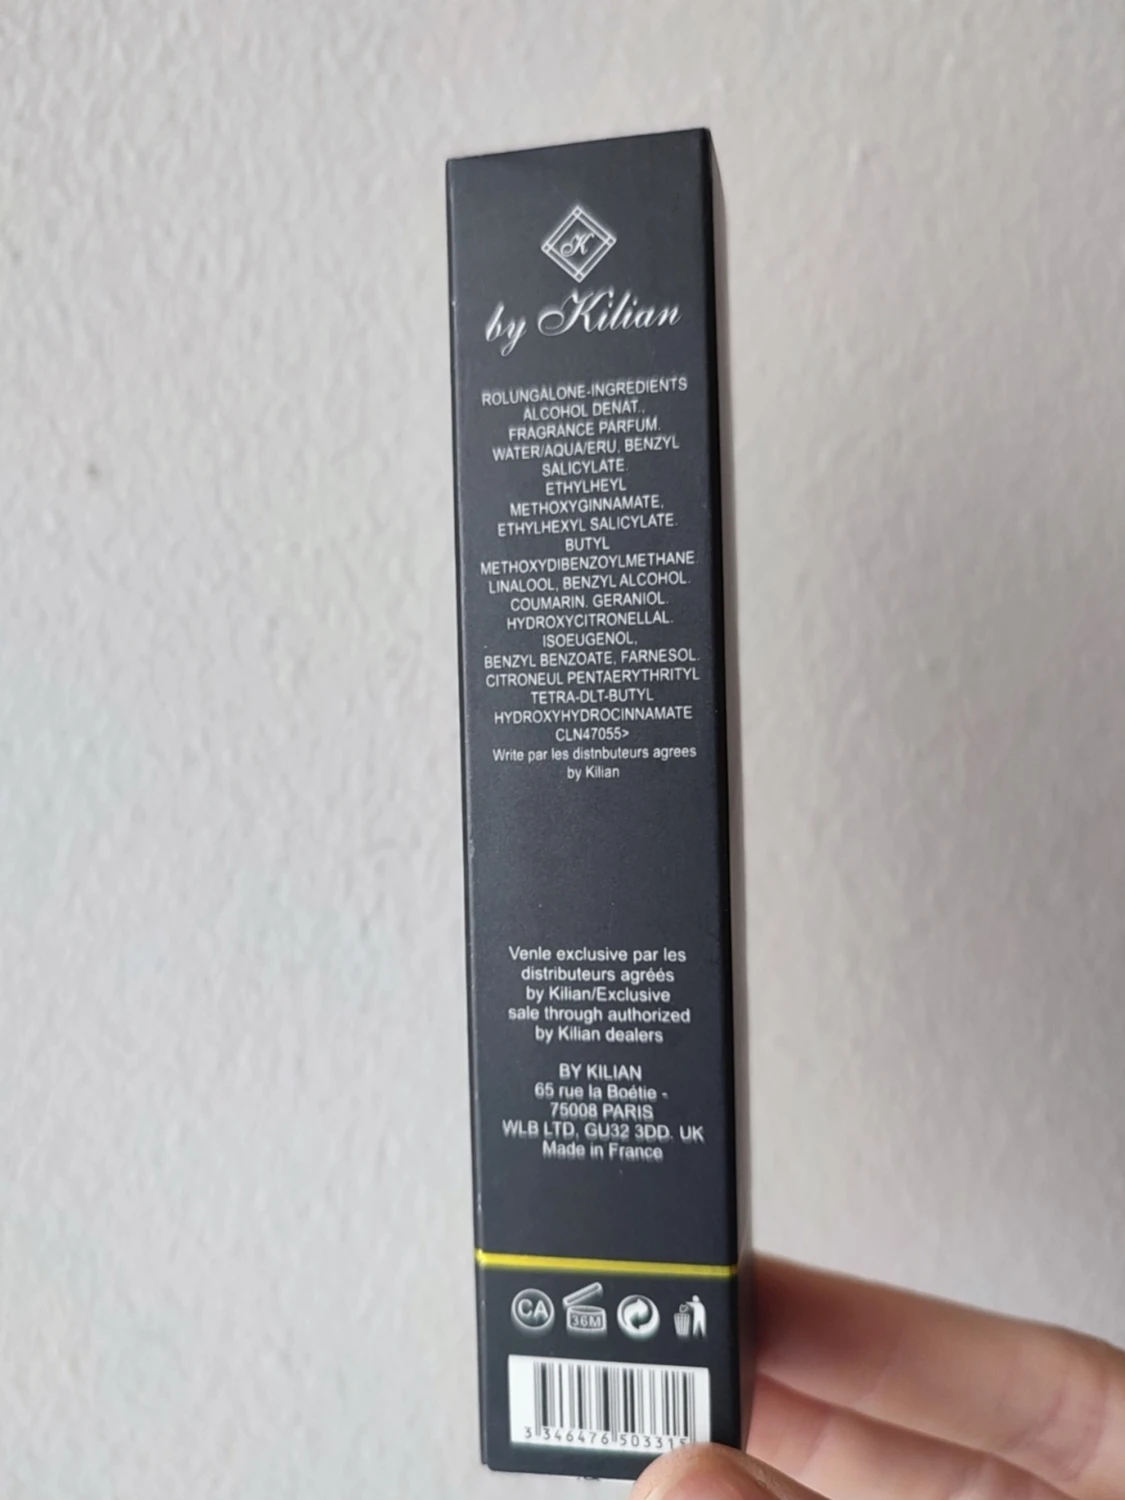 K
by Kilian
ROLUNGALONE-INGREDIENTS
ALCOHOL DENAT.,
FRAGRANCE PARFUM.
WATER/AQUA/ERU, BENZYL
SALICYLATE.
ETHYLHEYL
METHOXYGINNAMATE,
ETHYLHEXYL SALICYLATE.
BUTYL
METHOXYDIBENZOYLMETHANE.
LINALOOL, BENZYL ALCOHOL.
COUMARIN. GERANIOL.
HYDROXYCITRONELLAL.
ISOEUGENOL,
BENZYL BENZOATE, FARNESOL.
CITRONEUL PENTAERYTHRITYL
TETRA-DLT-BUTYL
HYDROXYHYDROCINNAMATE
CLN47055>
Write par les distnbuteurs agrees
by Kilian
Venle exclusive par les
distributeurs agréés
by Kilian/Exclusive
sale through authorized
by Kilian dealers
BY KILIAN
65 rue la Boétie -
75008 PARIS
WLB LTD, GU32 3DD. UK
Made in France
CA 36M
3 346476 503315